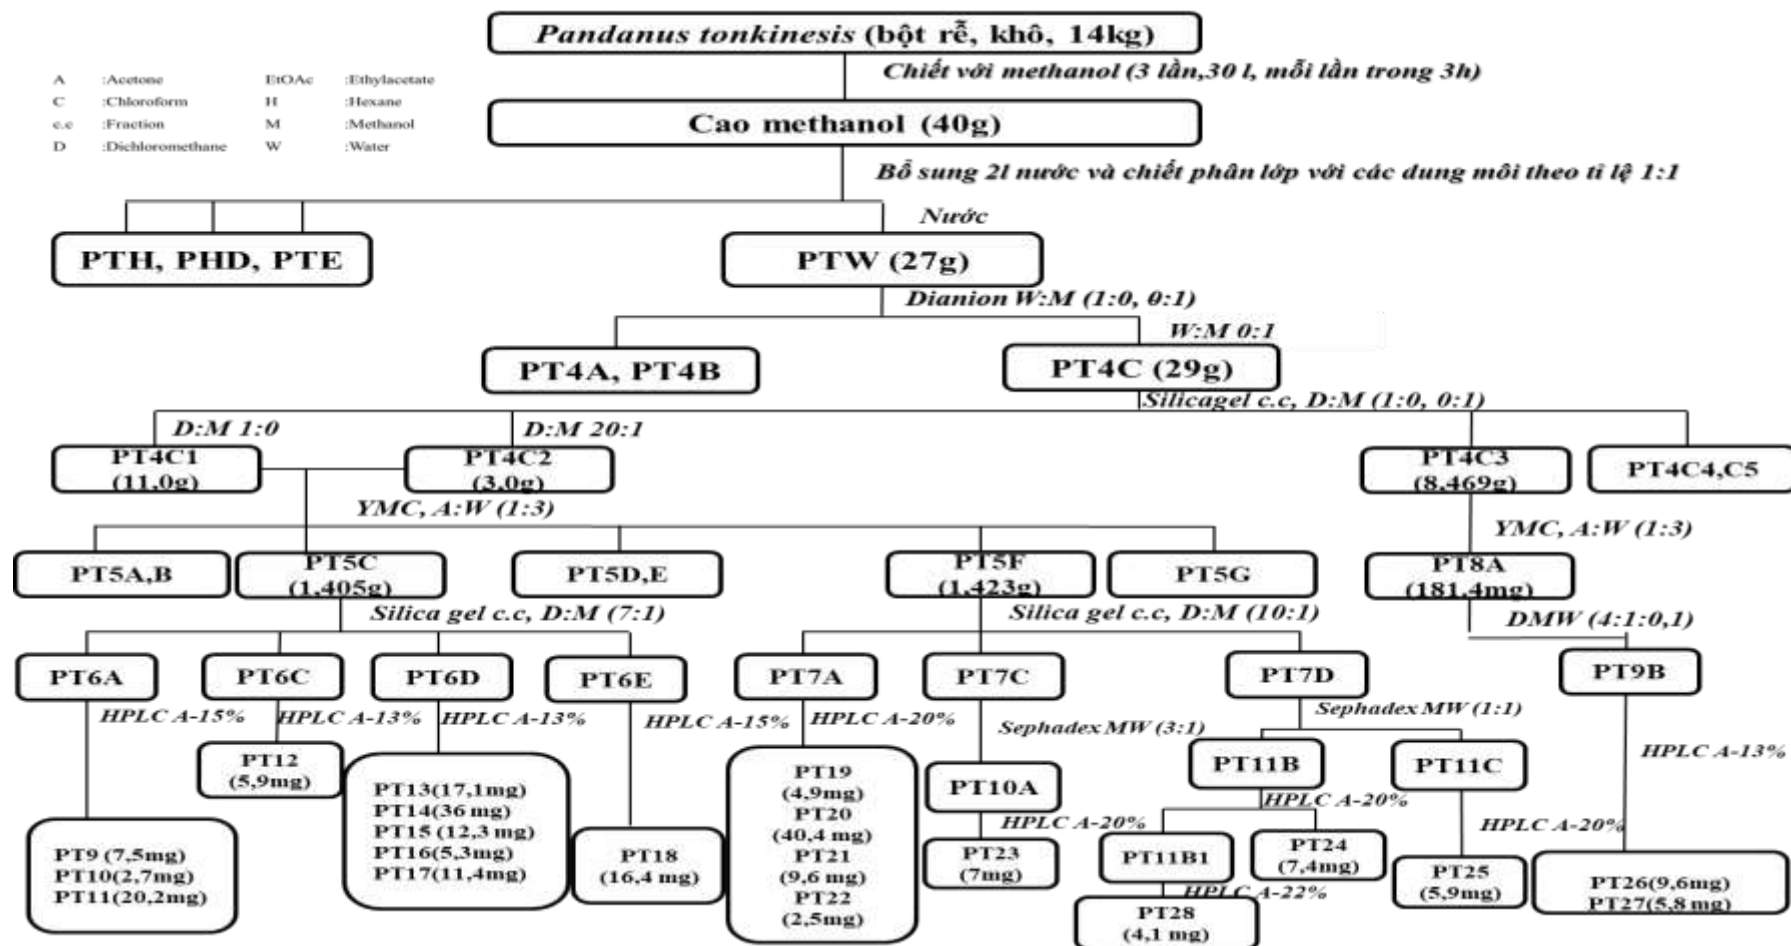 Pandanus tonkinesis (bột rễ, khô, 14kg)
Chiết với methanol (3 lần,30 l, mỗi lần trong 3h)
A :Acetone EtOAc :Ethylacetate
C :Chloroform H :Hexane
c.c :Fraction M :Methanol
D :Dichloromethane W :Water
Cao methanol (40g)
Bổ sung 2l nước và chiết phân lớp với các dung môi theo tỉ lệ 1:1
Nước
PTH, PHD, PTE
PTW (27g)
Dianion W:M (1:0, 0:1)
W:M 0:1
PT4A, PT4B
PT4C (29g)
Silicagel c.c, D:M (1:0, 0:1)
D:M 1:0
D:M 20:1
PT4C1
(11,0g)
PT4C2
(3,0g)
PT4C3
(8,469g)
PT4C4,C5
YMC, A:W (1:3)
YMC, A:W (1:3)
PT5A,B
PT5C
(1,405g)
PT5D,E
PT5F
(1,423g)
PT5G
PT8A
(181,4mg)
Silica gel c.c, D:M (7:1)
Silica gel c.c, D:M (10:1)
DMW (4:1:0,1)
PT6A
PT6C
PT6D
PT6E
PT7A
PT7C
PT7D
PT9B
HPLC A-15%
HPLC A-13%
HPLC A-13%
HPLC A-15%
HPLC A-20%
Sephadex MW (3:1)
Sephadex MW (1:1)
HPLC A-13%
PT12
(5,9mg)
PT11B
PT11C
PT10A
HPLC A-20%
HPLC A-20%
HPLC A-20%
PT9 (7,5mg)
PT10(2,7mg)
PT11(20,2mg)
PT13(17,1mg)
PT14(36 mg)
PT15 (12,3 mg)
PT16(5,3mg)
PT17(11,4mg)
PT18
(16,4 mg)
PT19
(4,9mg)
PT20
(40,4 mg)
PT21
(9,6 mg)
PT22
(2,5mg)
PT23
(7mg)
PT11B1
PT24
(7,4mg)
HPLC A-22%
PT28
(4,1 mg)
PT25
(5,9mg)
PT26(9,6mg)
PT27(5,8 mg)